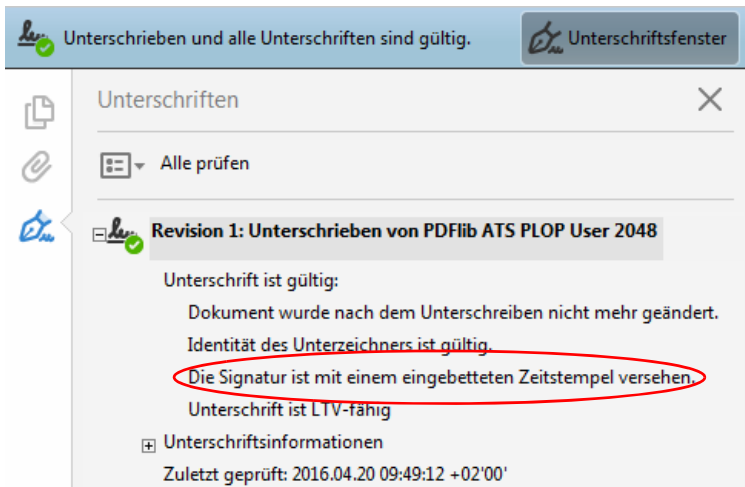 Unterschrieben und alle Unterschriften sind gültig.
Unterschriftsfenster
Unterschriften
Alle prüfen
Revision 1: Unterschrieben von PDFlib ATS PLOP User 2048
Unterschrift ist gültig:
Dokument wurde nach dem Unterschreiben nicht mehr geändert.
Identität des Unterzeichners ist gültig.
Die Signatur ist mit einem eingebetteten Zeitstempel versehen.
Unterschrift ist LTV-fähig
Unterschriftsinformationen
Zuletzt geprüft: 2016.04.20 09:49:12 +02'00'